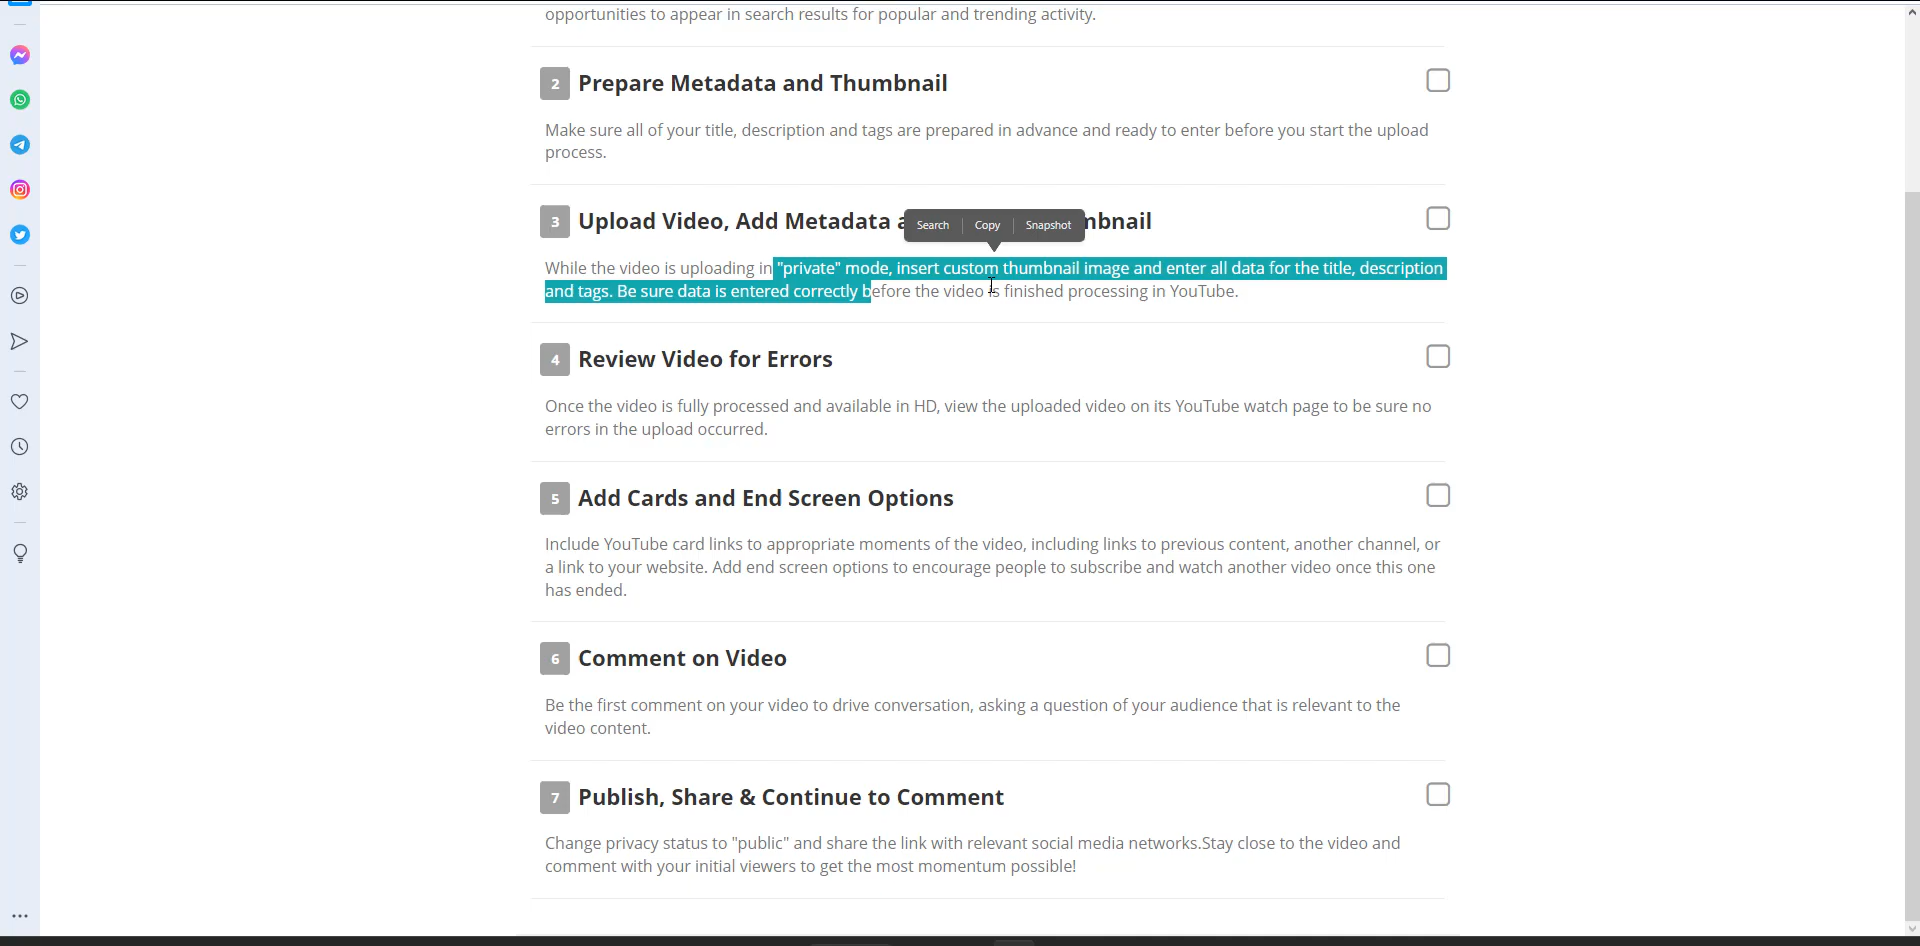 opportunities to appear in search results for popular and trending activity.
2 Prepare Metadata and Thumbnail
Make sure all of your title, description and tags are prepared in advance and ready to enter before you start the upload
process.
Search Copy Snapshot
3 Upload Video, Add Metadata a mbnail
While the video is uploading in "private" mode, insert custom thumbnail image and enter all data for the title, description
and tags. Be sure data is entered correctly before the video is finished processing in YouTube.
4 Review Video for Errors
Once the video is fully processed and available in HD, view the uploaded video on its YouTube watch page to be sure no
errors in the upload occurred.
5 Add Cards and End Screen Options
Include YouTube card links to appropriate moments of the video, including links to previous content, another channel, or
a link to your website. Add end screen options to encourage people to subscribe and watch another video once this one
has ended.
6 Comment on Video
Be the first comment on your video to drive conversation, asking a question of your audience that is relevant to the
video content.
7 Publish, Share & Continue to Comment
Change privacy status to "public" and share the link with relevant social media networks.Stay close to the video and
comment with your initial viewers to get the most momentum possible!